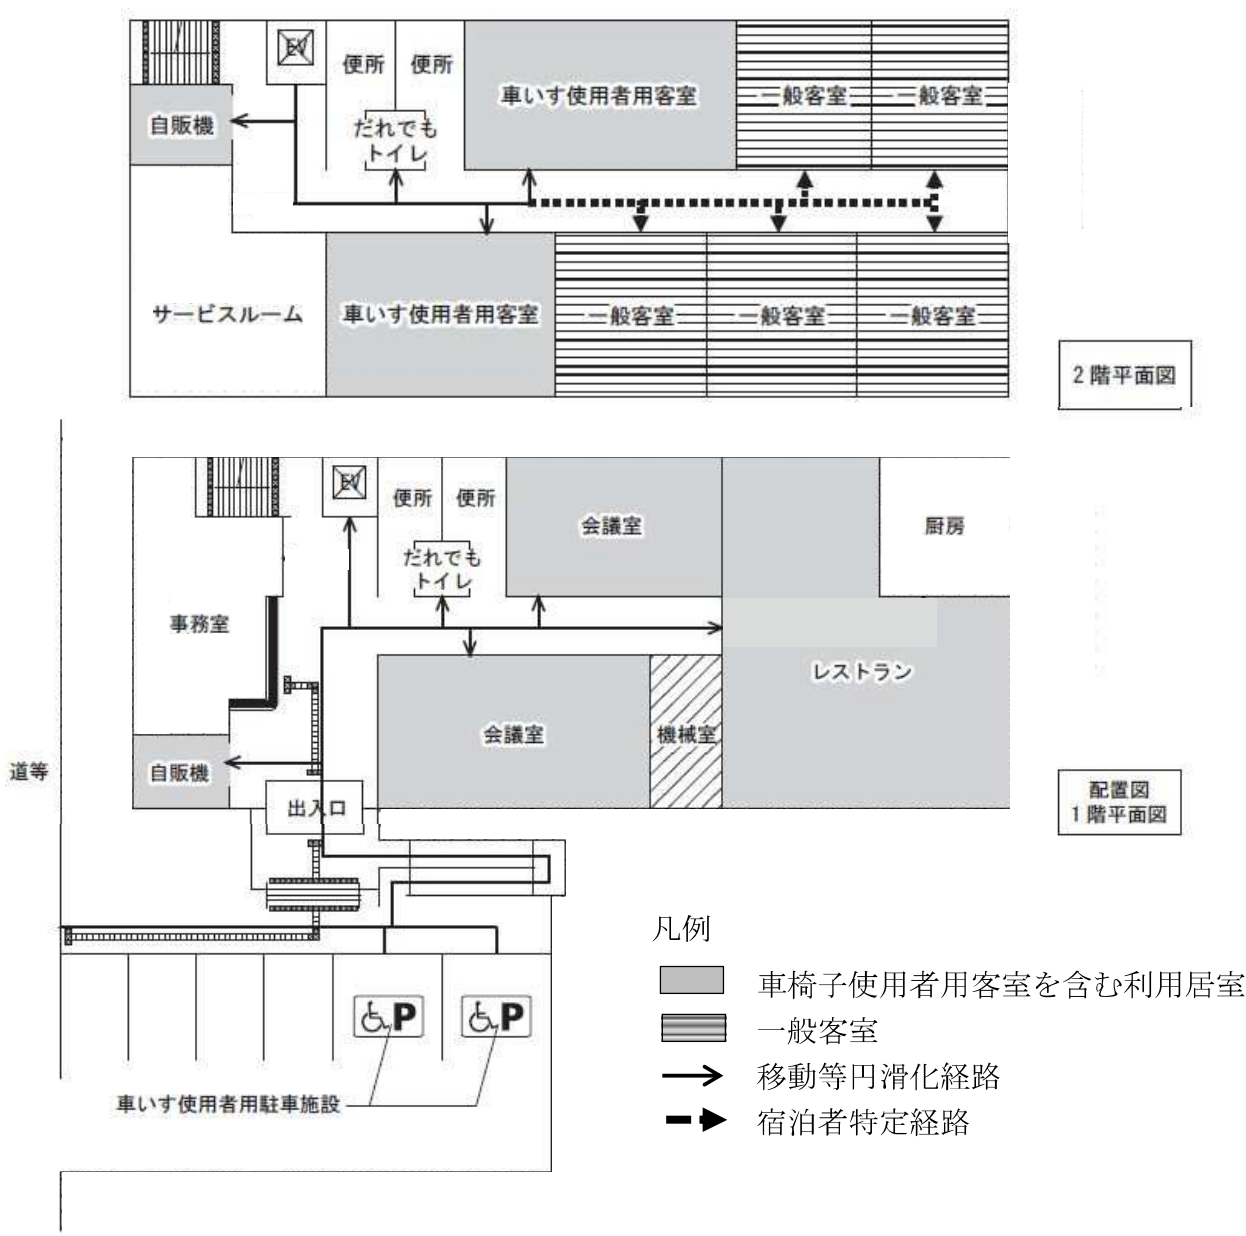 EV
便所
便所
車いす使用者用客室
一般客室
一般客室
自販機
だれでも
トイレ
サービスルーム
車いす使用者用客室
一般客室
一般客室
一般客室
2階平面図
EV
便所
便所
会議室
厨房
だれでも
トイレ
事務室
レストラン
会議室
機械室
道等
自販機
出入口
配置図
1階平面図
凡例
車椅子使用者用客室を含む利用居室
P
P
一般客室
移動等円滑化経路
車いす使用者用駐車施設
宿泊者特定経路